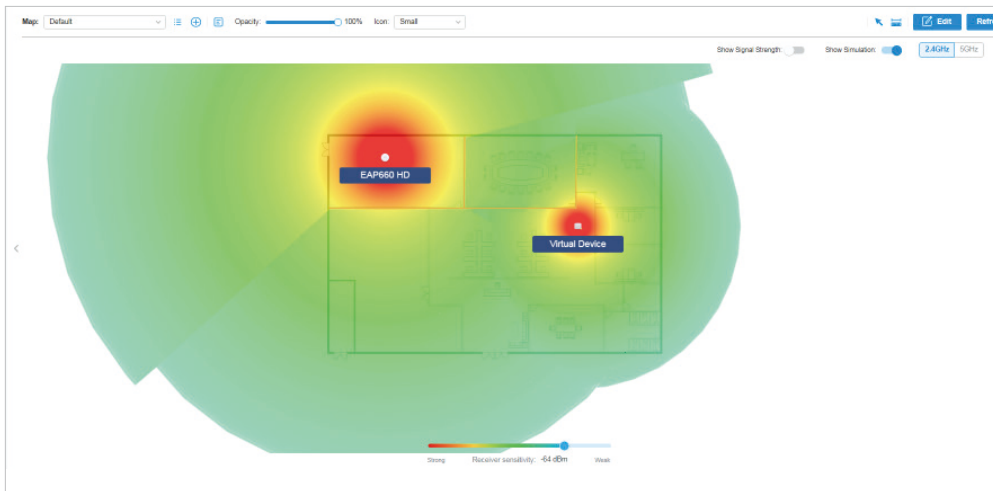 Map: Default Opacity: 100% Icon: Small Edit Refre
Show Signal Strength: Show Simulation: 2.4GHz 5GHz
EAP660 HD
Virtual Device
Strong Receiver sensitivity: -64 dBm Weak